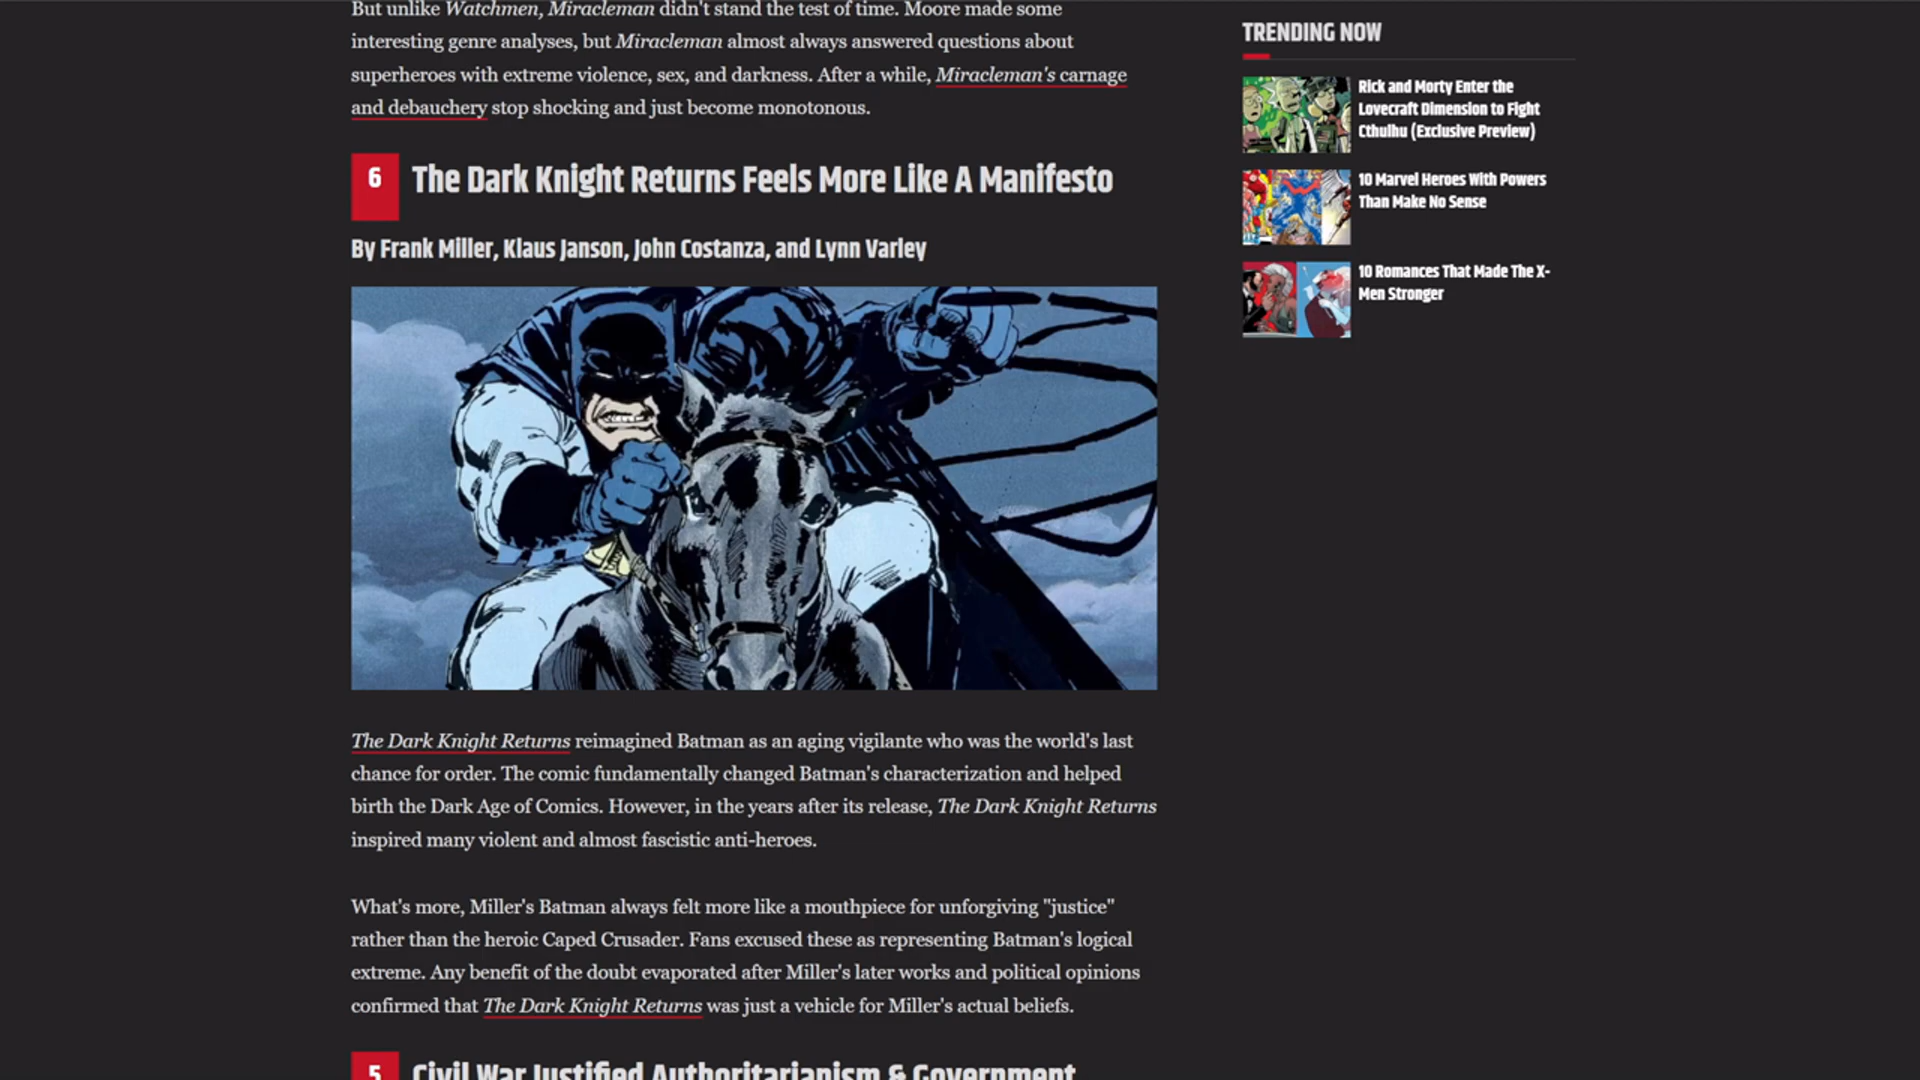 But unlike Watchmen, Miracleman didn't stand the test of time. Moore made some
interesting genre analyses, but Miracleman almost always answered questions about
superheroes with extreme violence, sex, and darkness. After a while, Miracleman's carnage
and debauchery stop shocking and just become monotonous.
6 The Dark Knight Returns Feels More Like A Manifesto
By Frank Miller, Klaus Janson, John Costanza, and Lynn Varley
The Dark Knight Returns reimagined Batman as an aging vigilante who was the world's last
chance for order. The comic fundamentally changed Batman's characterization and helped
birth the Dark Age of Comics. However, in the years after its release, The Dark Knight Returns
inspired many violent and almost fascistic anti-heroes.
What's more, Miller's Batman always felt more like a mouthpiece for unforgiving "justice"
rather than the heroic Caped Crusader. Fans excused these as representing Batman's logical
extreme. Any benefit of the doubt evaporated after Miller's later works and political opinions
confirmed that The Dark Knight Returns was just a vehicle for Miller's actual beliefs.
5 Civil War Justified Authoritarianism & Government
TRENDING NOW
Rick and Morty Enter the
Lovecraft Dimension to Fight
Cthulhu (Exclusive Preview)
10 Marvel Heroes With Powers
Than Make No Sense
10 Romances That Made The X-
Men Stronger